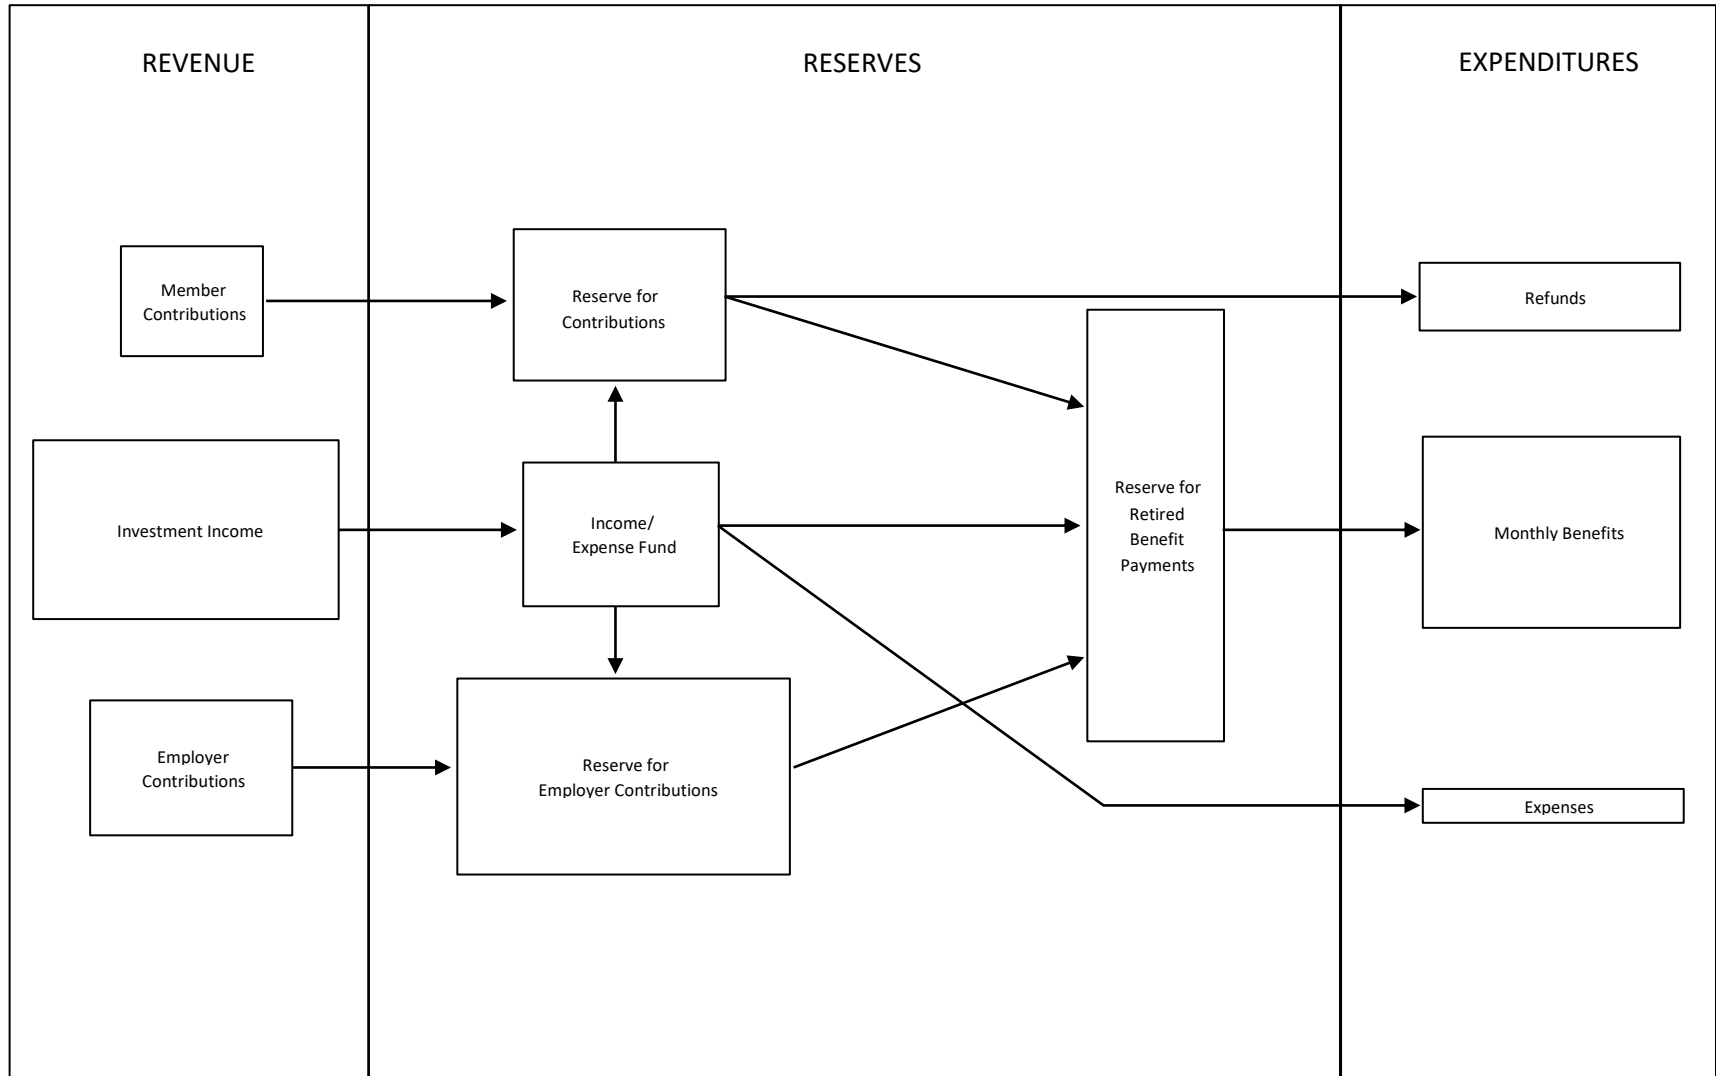 REVENUE
RESERVES
EXPENDITURES
Member
Contributions
Reserve for
Contributions
Refunds
Investment Income
Income/
Expense Fund
Reserve for
Retired
Benefit
Payments
Monthly Benefits
Employer
Contributions
Reserve for
Employer Contributions
Expenses